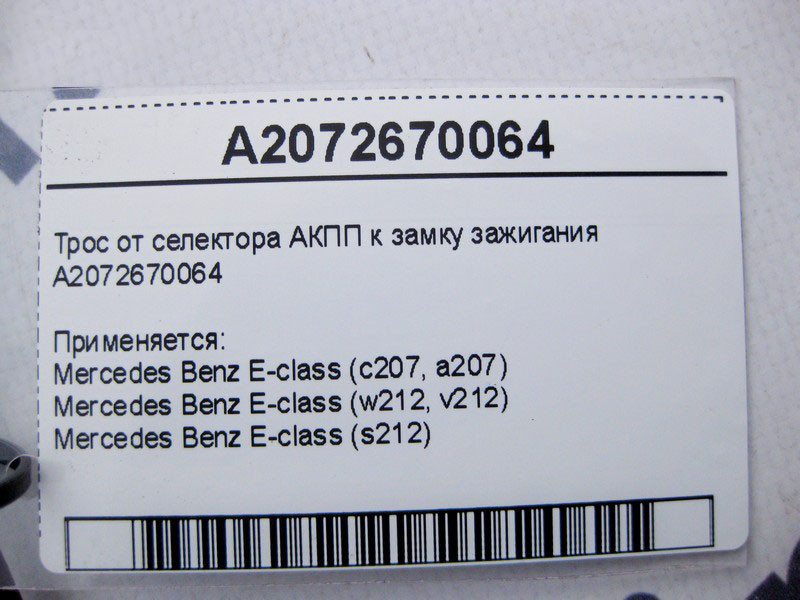 A2072670064
Трос от селектора АКПП к замку зажигания
A2072670064
Применяется:
Mercedes Benz E-class (c207, a207)
Mercedes Benz E-class (w212, v212)
Mercedes Benz E-class (s212)